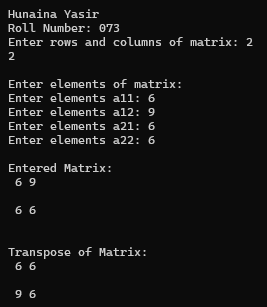 Hunaina Yasir
Roll Number: 073
Enter rows and columns of matrix: 2
2
Enter elements of matrix:
Enter elements a11: 6
Enter elements a12: 9
Enter elements a21: 6
Enter elements a22: 6
Entered Matrix:
6 9
6 6
Transpose of Matrix:
6 6
9 6